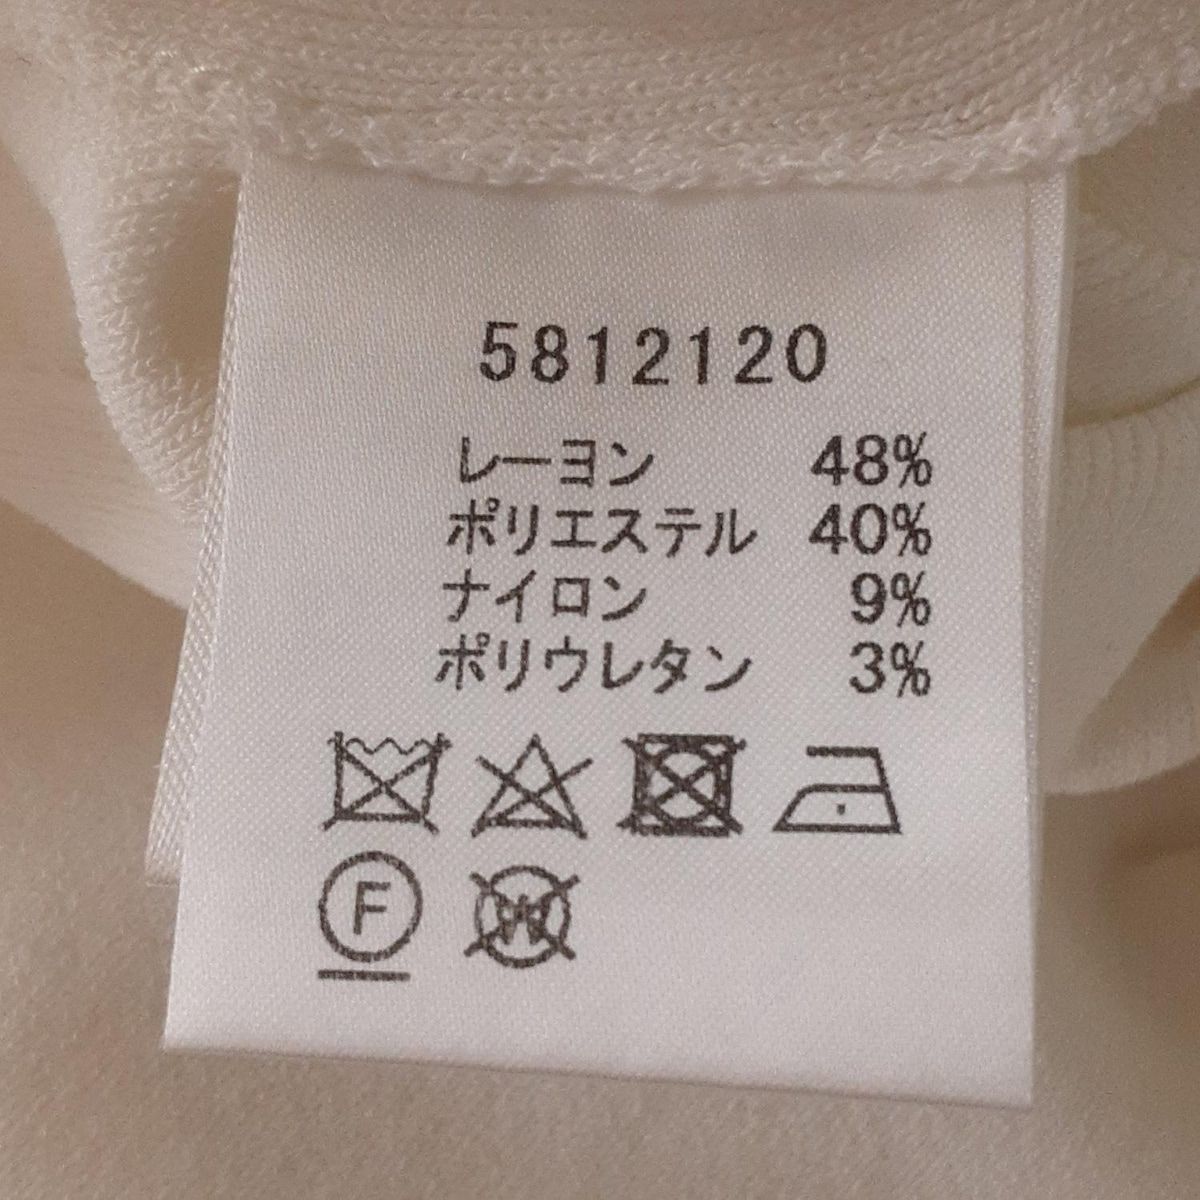 5812120
レーヨン 48%
ポリエステル 40%
ナイロン 9%
ポリウレタン 3%
F W